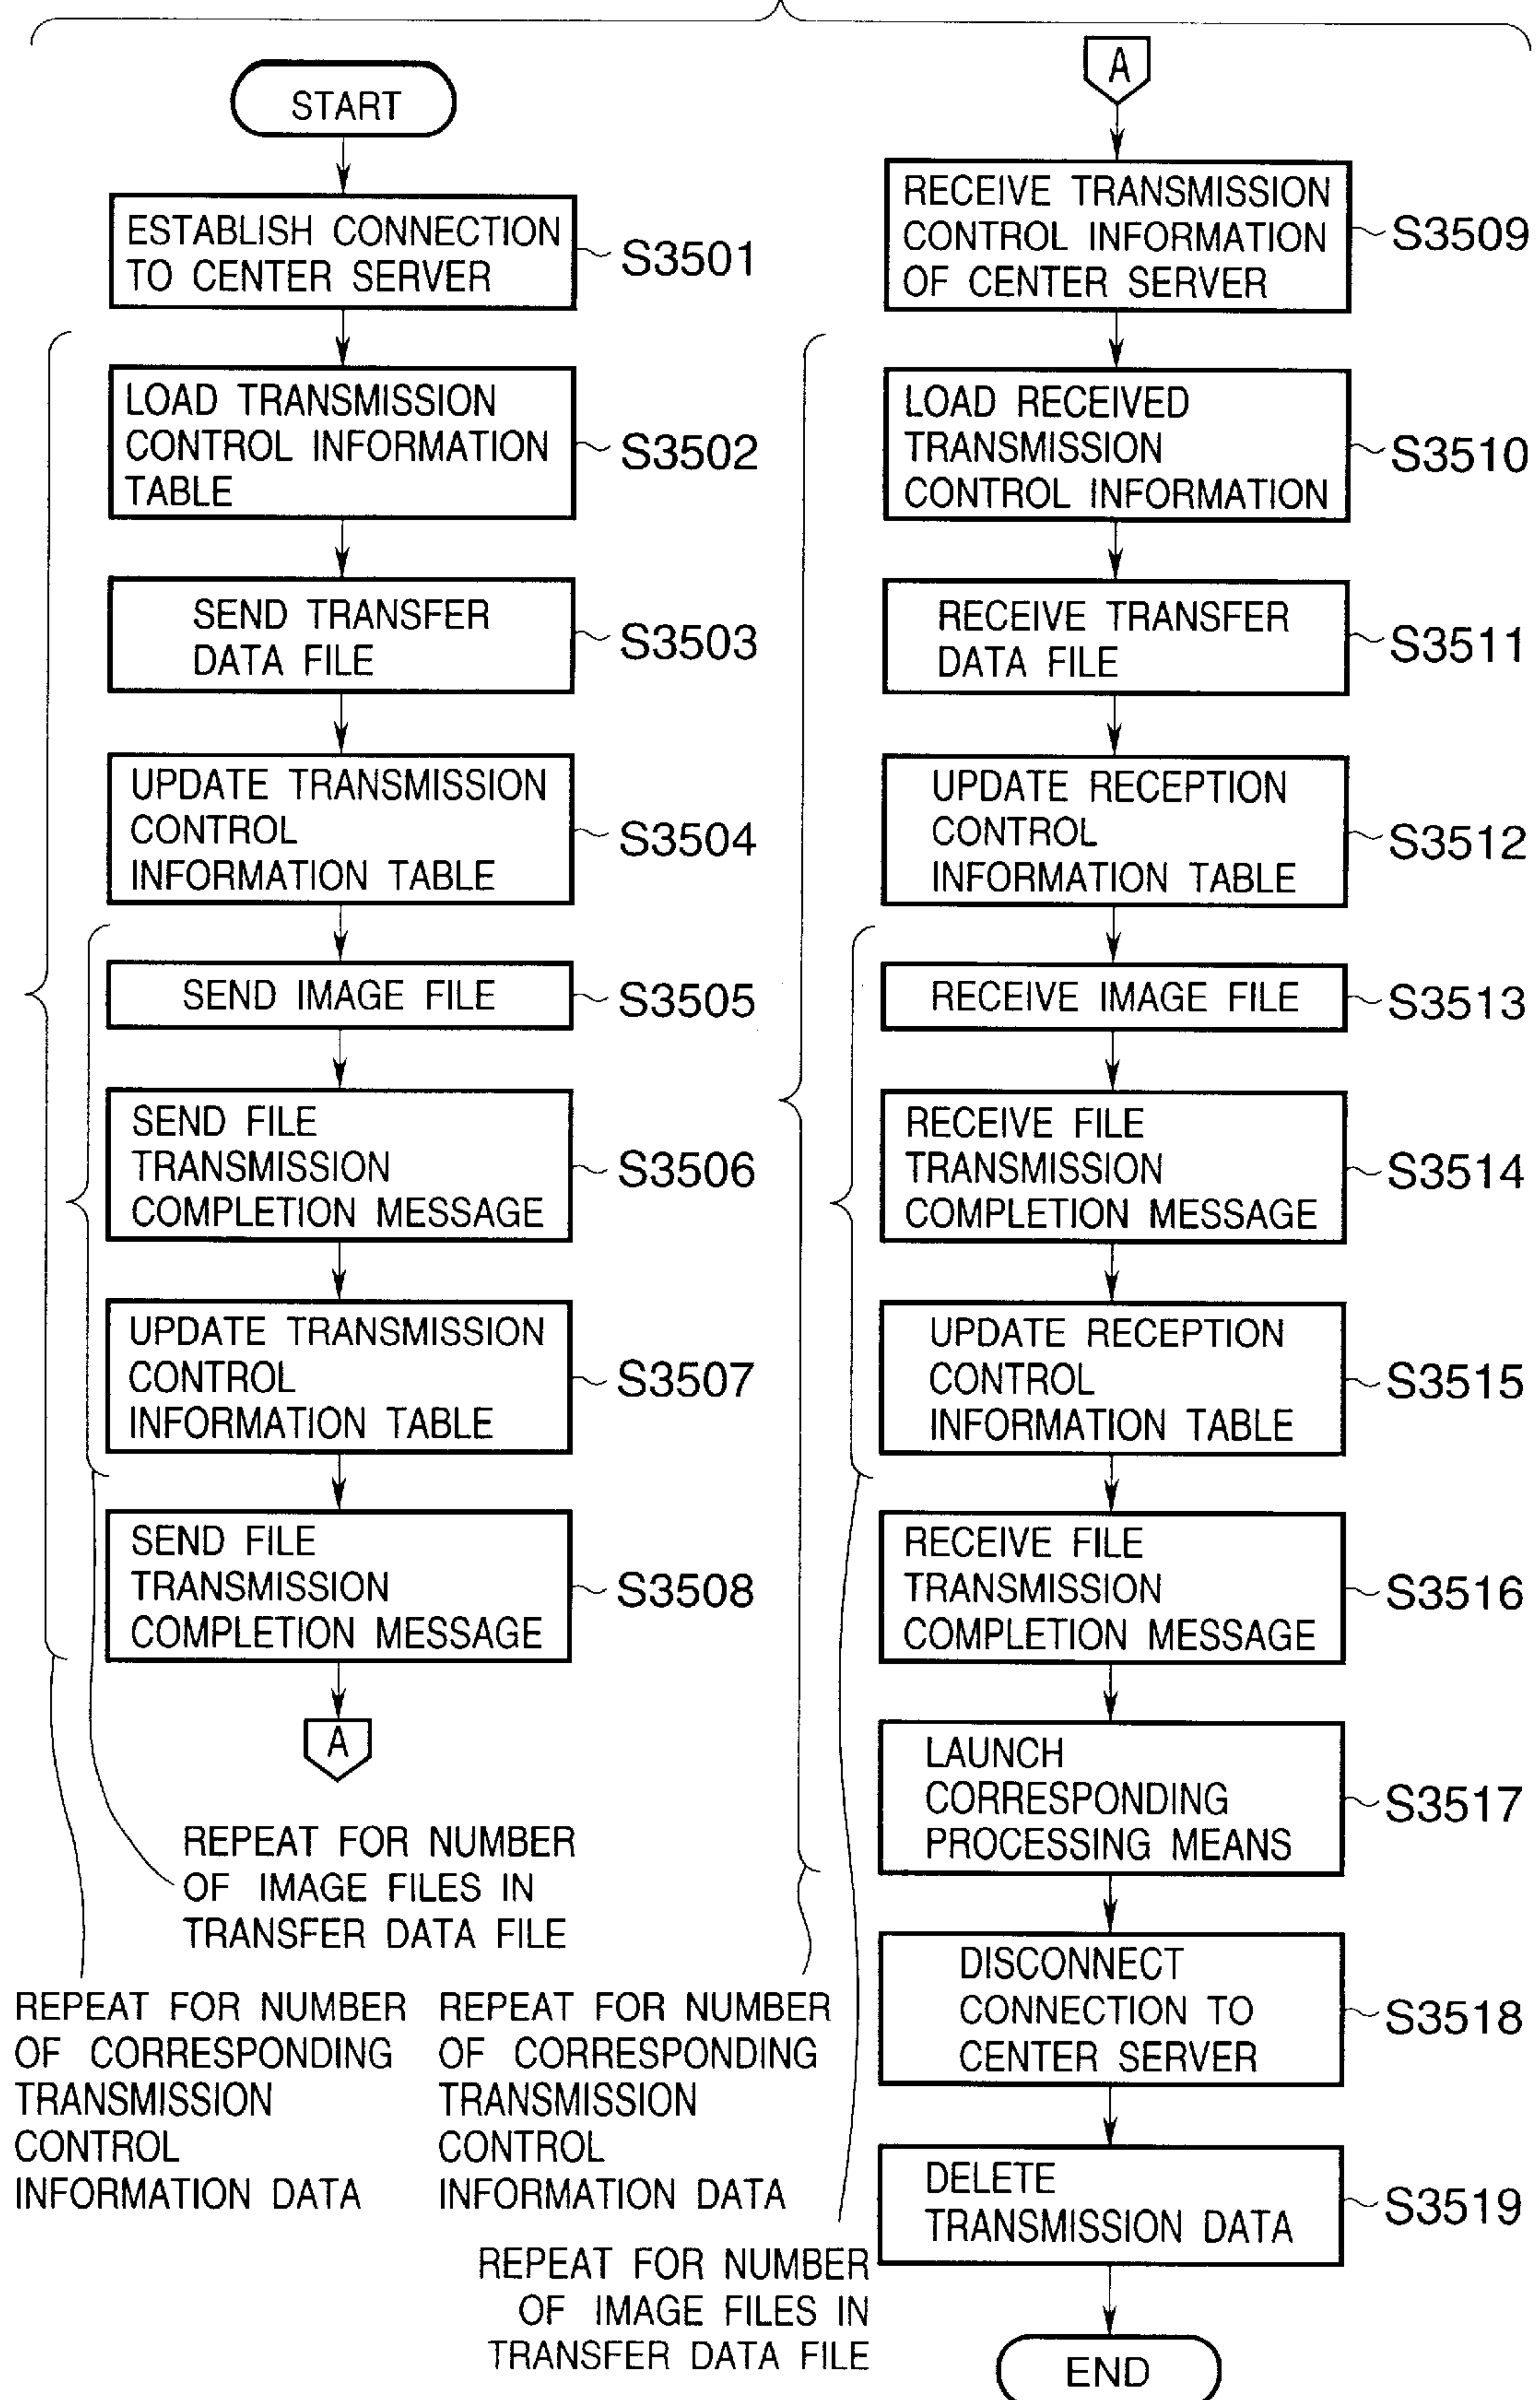 START
ESTABLISH CONNECTION
TO CENTER SERVER
S3501
LOAD TRANSMISSION
CONTROL INFORMATION
TABLE
S3502
SEND TRANSFER
DATA FILE
S3503
UPDATE TRANSMISSION
CONTROL
INFORMATION TABLE
S3504
SEND IMAGE FILE
S3505
SEND FILE
TRANSMISSION
COMPLETION MESSAGE
S3506
UPDATE TRANSMISSION
CONTROL
INFORMATION TABLE
S3507
SEND FILE
TRANSMISSION
COMPLETION MESSAGE
S3508
A
REPEAT FOR NUMBER
OF IMAGE FILES IN
TRANSFER DATA FILE
REPEAT FOR NUMBER
OF CORRESPONDING
TRANSMISSION
CONTROL
INFORMATION DATA
A
RECEIVE TRANSMISSION
CONTROL INFORMATION
OF CENTER SERVER
S3509
LOAD RECEIVED
TRANSMISSION
CONTROL INFORMATION
S3510
RECEIVE TRANSFER
DATA FILE
S3511
UPDATE RECEPTION
CONTROL
INFORMATION TABLE
S3512
RECEIVE IMAGE FILE
S3513
RECEIVE FILE
TRANSMISSION
COMPLETION MESSAGE
S3514
UPDATE RECEPTION
CONTROL
INFORMATION TABLE
S3515
RECEIVE FILE
TRANSMISSION
COMPLETION MESSAGE
S3516
LAUNCH
CORRESPONDING
PROCESSING MEANS
S3517
DISCONNECT
CONNECTION TO
CENTER SERVER
S3518
DELETE
TRANSMISSION DATA
S3519
END
REPEAT FOR NUMBER
OF CORRESPONDING
TRANSMISSION
CONTROL
INFORMATION DATA
REPEAT FOR NUMBER
OF IMAGE FILES IN
TRANSFER DATA FILE